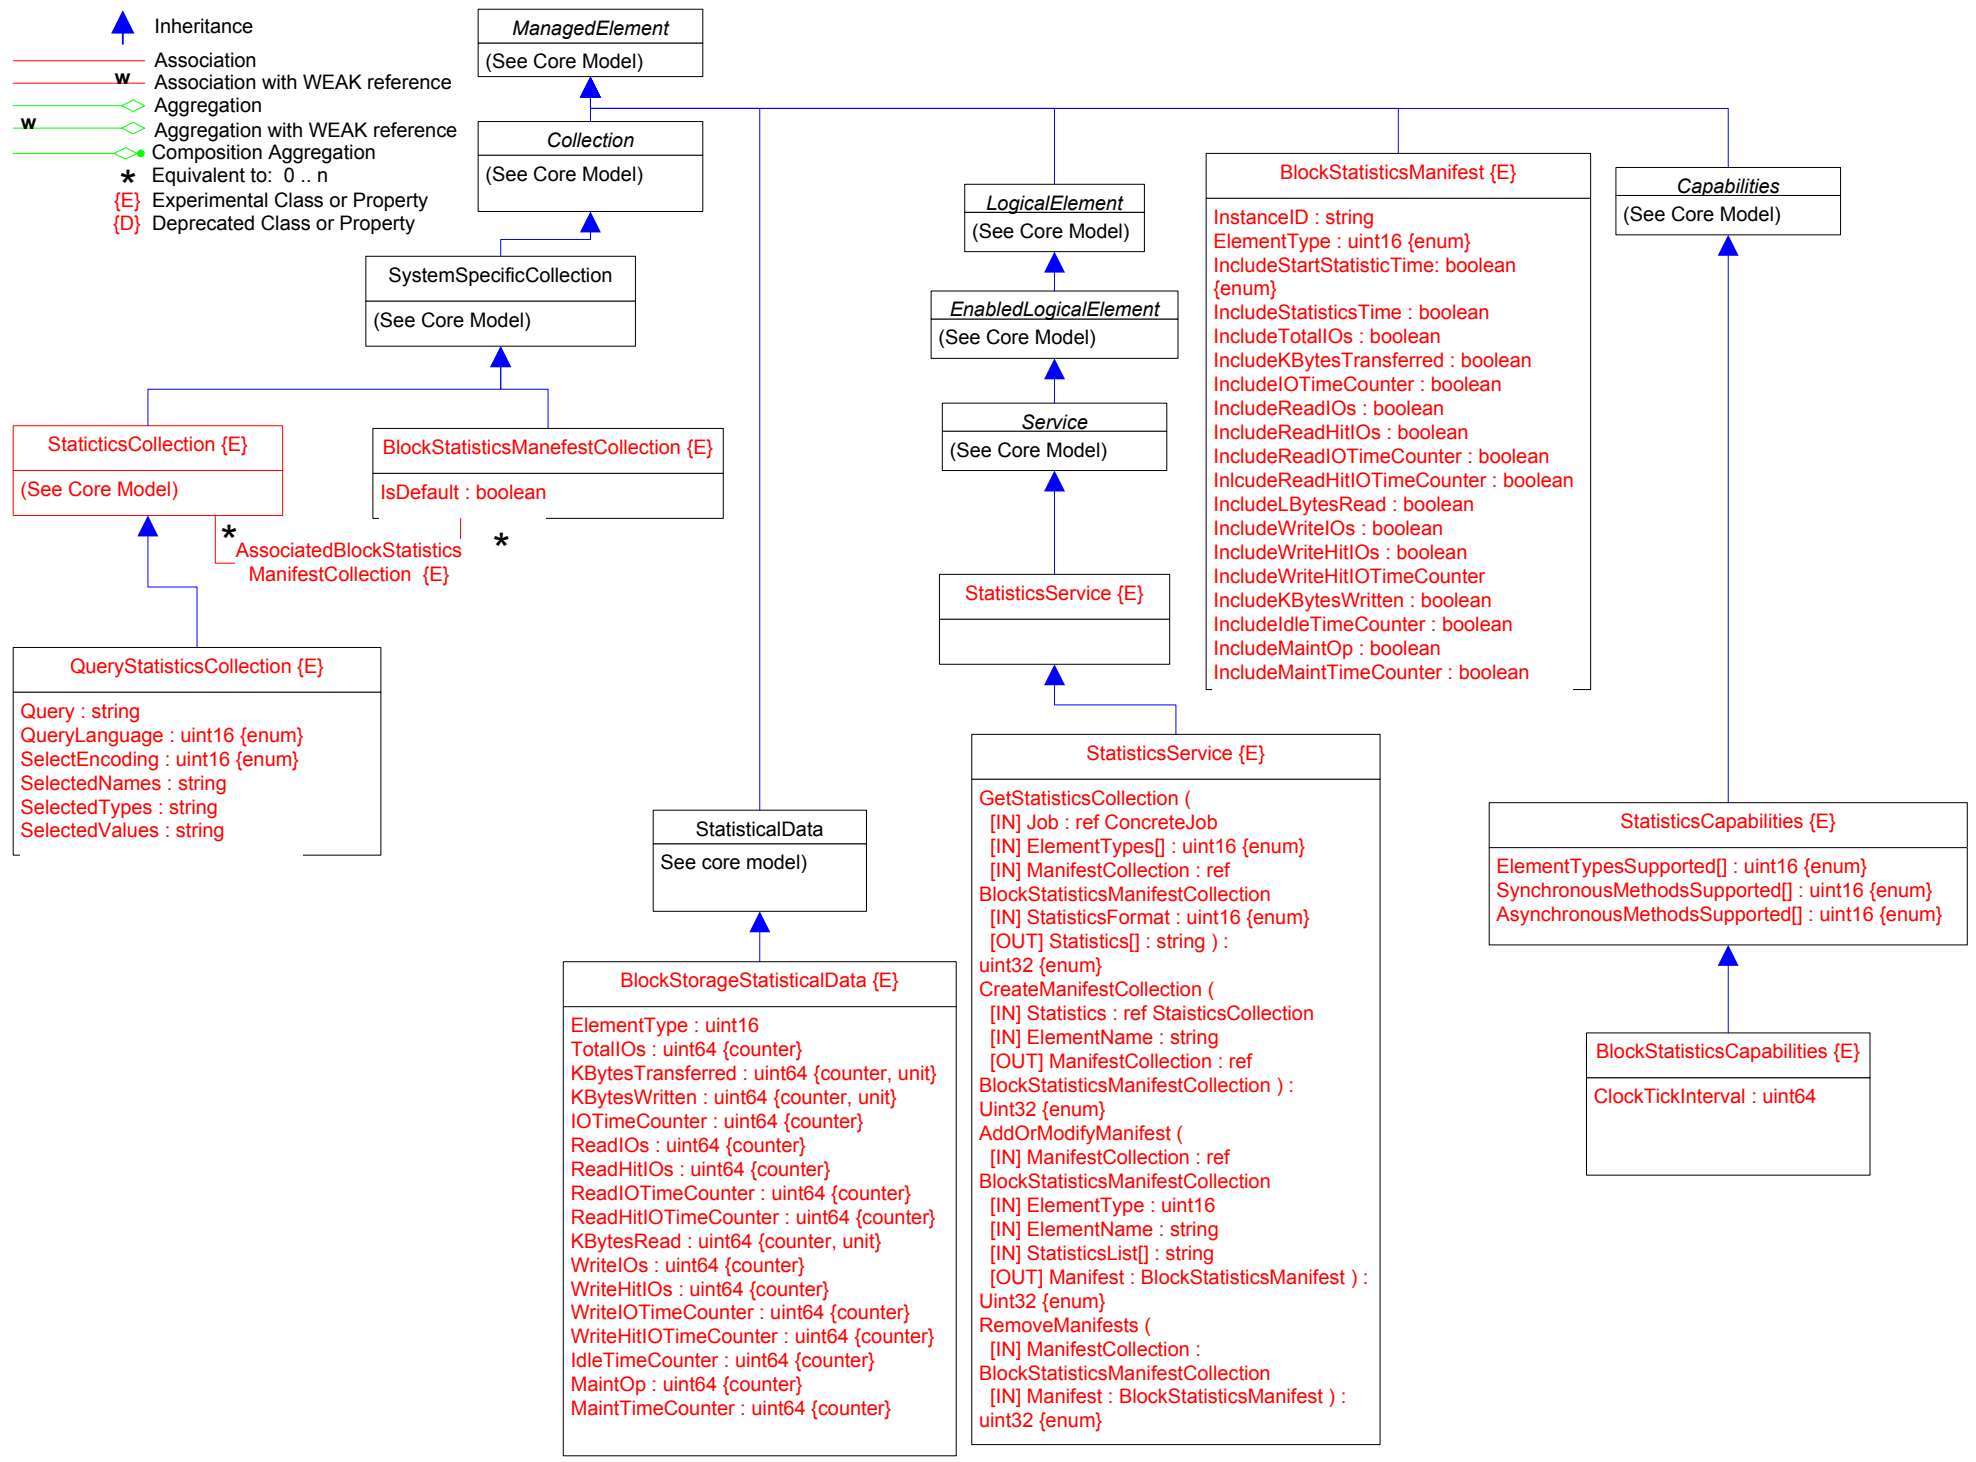 Inheritance
Association
w
Association with WEAK reference
Aggregation
w
Aggregation with WEAK reference
Composition Aggregation
* Equivalent to: 0 .. n
{E} Experimental Class or Property
{D} Deprecated Class or Property
ManagedElement
(See Core Model)
Collection
(See Core Model)
SystemSpecificCollection
(See Core Model)
StaticticsCollection {E}
(See Core Model)
BlockStatisticsManefestCollection {E}
IsDefault : boolean
*
*
AssociatedBlockStatistics
ManifestCollection {E}
QueryStatisticsCollection {E}
Query : string
QueryLanguage : uint16 {enum}
SelectEncoding : uint16 {enum}
SelectedNames : string
SelectedTypes : string
SelectedValues : string
StatisticalData
See core model)
BlockStorageStatisticalData {E}
ElementType : uint16
TotalIOs : uint64 {counter}
KBytesTransferred : uint64 {counter, unit}
KBytesWritten : uint64 {counter, unit}
IOTimeCounter : uint64 {counter}
ReadIOs : uint64 {counter}
ReadHitIOs : uint64 {counter}
ReadIOTimeCounter : uint64 {counter}
ReadHitIOTimeCounter : uint64 {counter}
KBytesRead : uint64 {counter, unit}
WriteIOs : uint64 {counter}
WriteHitIOs : uint64 {counter}
WriteIOTimeCounter : uint64 {counter}
WriteHitIOTimeCounter : uint64 {counter}
IdleTimeCounter : uint64 {counter}
MaintOp : uint64 {counter}
MaintTimeCounter : uint64 {counter}
LogicalElement
(See Core Model)
EnabledLogicalElement
(See Core Model)
Service
(See Core Model)
StatisticsService {E}
StatisticsService {E}
GetStatisticsCollection (
[IN] Job : ref ConcreteJob
[IN] ElementTypes[] : uint16 {enum}
[IN] ManifestCollection : ref
BlockStatisticsManifestCollection
[IN] StatisticsFormat : uint16 {enum}
[OUT] Statistics[] : string ) :
uint32 {enum}
CreateManifestCollection (
[IN] Statistics : ref StaisticsCollection
[IN] ElementName : string
[OUT] ManifestCollection : ref
BlockStatisticsManifestCollection ) :
Uint32 {enum}
AddOrModifyManifest (
[IN] ManifestCollection : ref
BlockStatisticsManifestCollection
[IN] ElementType : uint16
[IN] ElementName : string
[IN] StatisticsList[] : string
[OUT] Manifest : BlockStatisticsManifest ) :
Uint32 {enum}
RemoveManifests (
[IN] ManifestCollection :
BlockStatisticsManifestCollection
[IN] Manifest : BlockStatisticsManifest ) :
uint32 {enum}
BlockStatisticsManifest {E}
InstanceID : string
ElementType : uint16 {enum}
IncludeStartStatisticTime: boolean
{enum}
IncludeStatisticsTime : boolean
IncludeTotalIOs : boolean
IncludeKBytesTransferred : boolean
IncludeIOTimeCounter : boolean
IncludeReadIOs : boolean
IncludeReadHitIOs : boolean
IncludeReadIOTimeCounter : boolean
InlcudeReadHitIOTimeCounter : boolean
IncludeLBytesRead : boolean
IncludeWriteIOs : boolean
IncludeWriteHitIOs : boolean
IncludeWriteHitIOTimeCounter
IncludeKBytesWritten : boolean
IncludeIdleTimeCounter : boolean
IncludeMaintOp : boolean
IncludeMaintTimeCounter : boolean
Capabilities
(See Core Model)
StatisticsCapabilities {E}
ElementTypesSupported[] : uint16 {enum}
SynchronousMethodsSupported[] : uint16 {enum}
AsynchronousMethodsSupported[] : uint16 {enum}
BlockStatisticsCapabilities {E}
ClockTickInterval : uint64